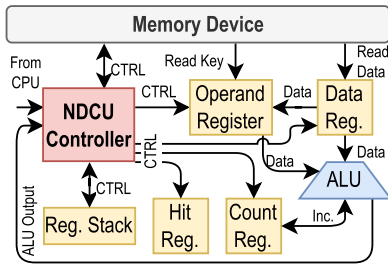 Memory Device
From
CPU
CTRL
Read Key
Read
Data
NDCU
Controller
CTRL
Operand
Register
Data
Data
Reg.
CTRL
Data
Data
ALU
CTRL
ALU Output
Reg. Stack
Hit
Reg.
Count
Reg.
Inc.